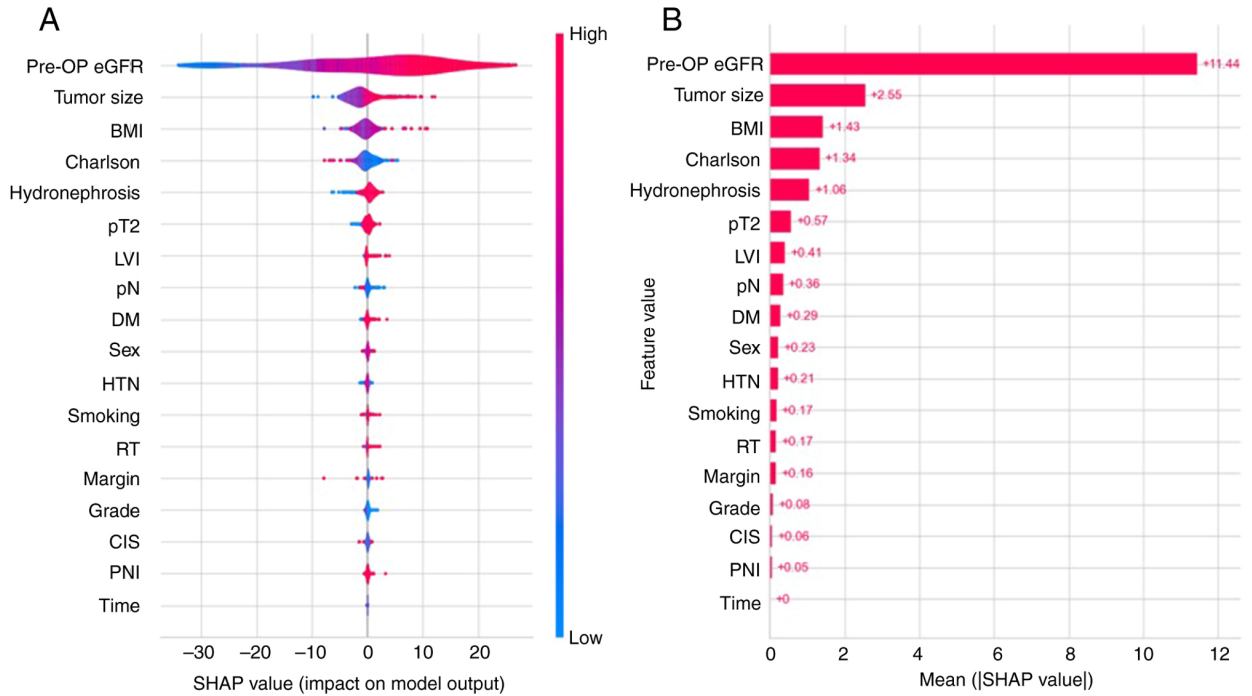 A
High
Pre-OP eGFR
Tumor size
BMI
Charlson
Hydronephrosis
pT2
LVI
pN
DM
Sex
HTN
Smoking
RT
Margin
Grade
CIS
PNI
Time
Low
−30 −20 −10 0 10 20
SHAP value (impact on model output)
B
Feature value
Pre-OP eGFR +11.44
Tumor size +2.55
BMI +1.43
Charlson +1.34
Hydronephrosis +1.06
pT2 +0.57
LVI +0.41
pN +0.36
DM +0.29
Sex +0.23
HTN +0.21
Smoking +0.17
RT +0.17
Margin +0.16
Grade +0.08
CIS +0.06
PNI +0.05
Time +0
0 2 4 6 8 10 12
Mean (|SHAP value|)